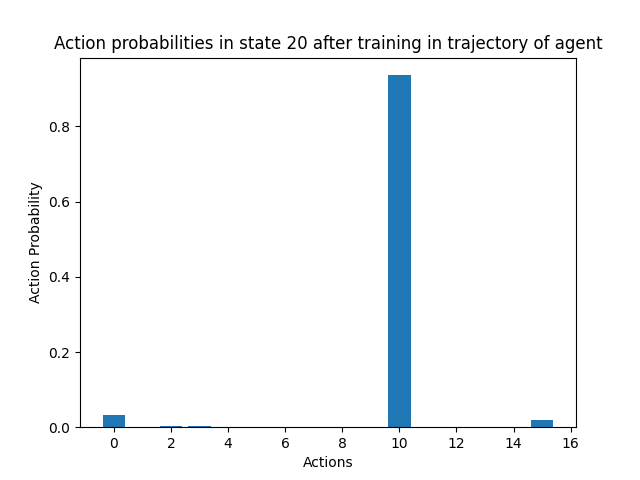 Action probabilities in state 20 after training in trajectory of agent
Action Probability
0.8
0.6
0.4
0.2
0.0
0 2 4 6 8 10 12 14 16
Actions